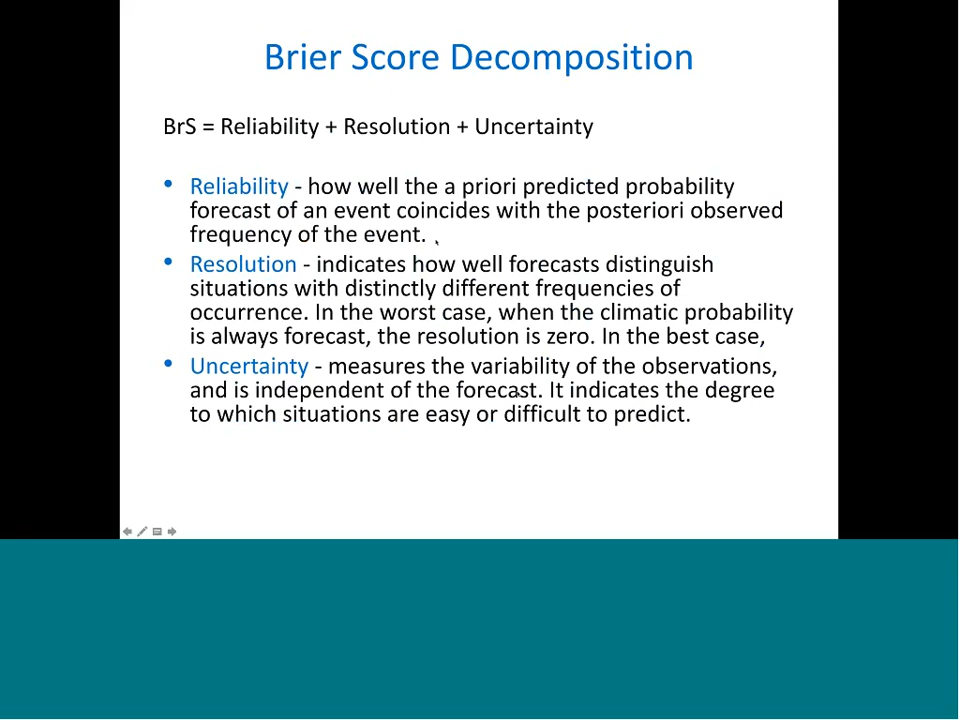 Brier Score Decomposition
BrS = Reliability + Resolution + Uncertainty
• Reliability - how well the a priori predicted probability
forecast of an event coincides with the posteriori observed
frequency of the event.
• Resolution - indicates how well forecasts distinguish
situations with distinctly different frequencies of
occurrence. In the worst case, when the climatic probability
is always forecast, the resolution is zero. In the best case,
• Uncertainty - measures the variability of the observations,
and is independent of the forecast. It indicates the degree
to which situations are easy or difficult to predict.